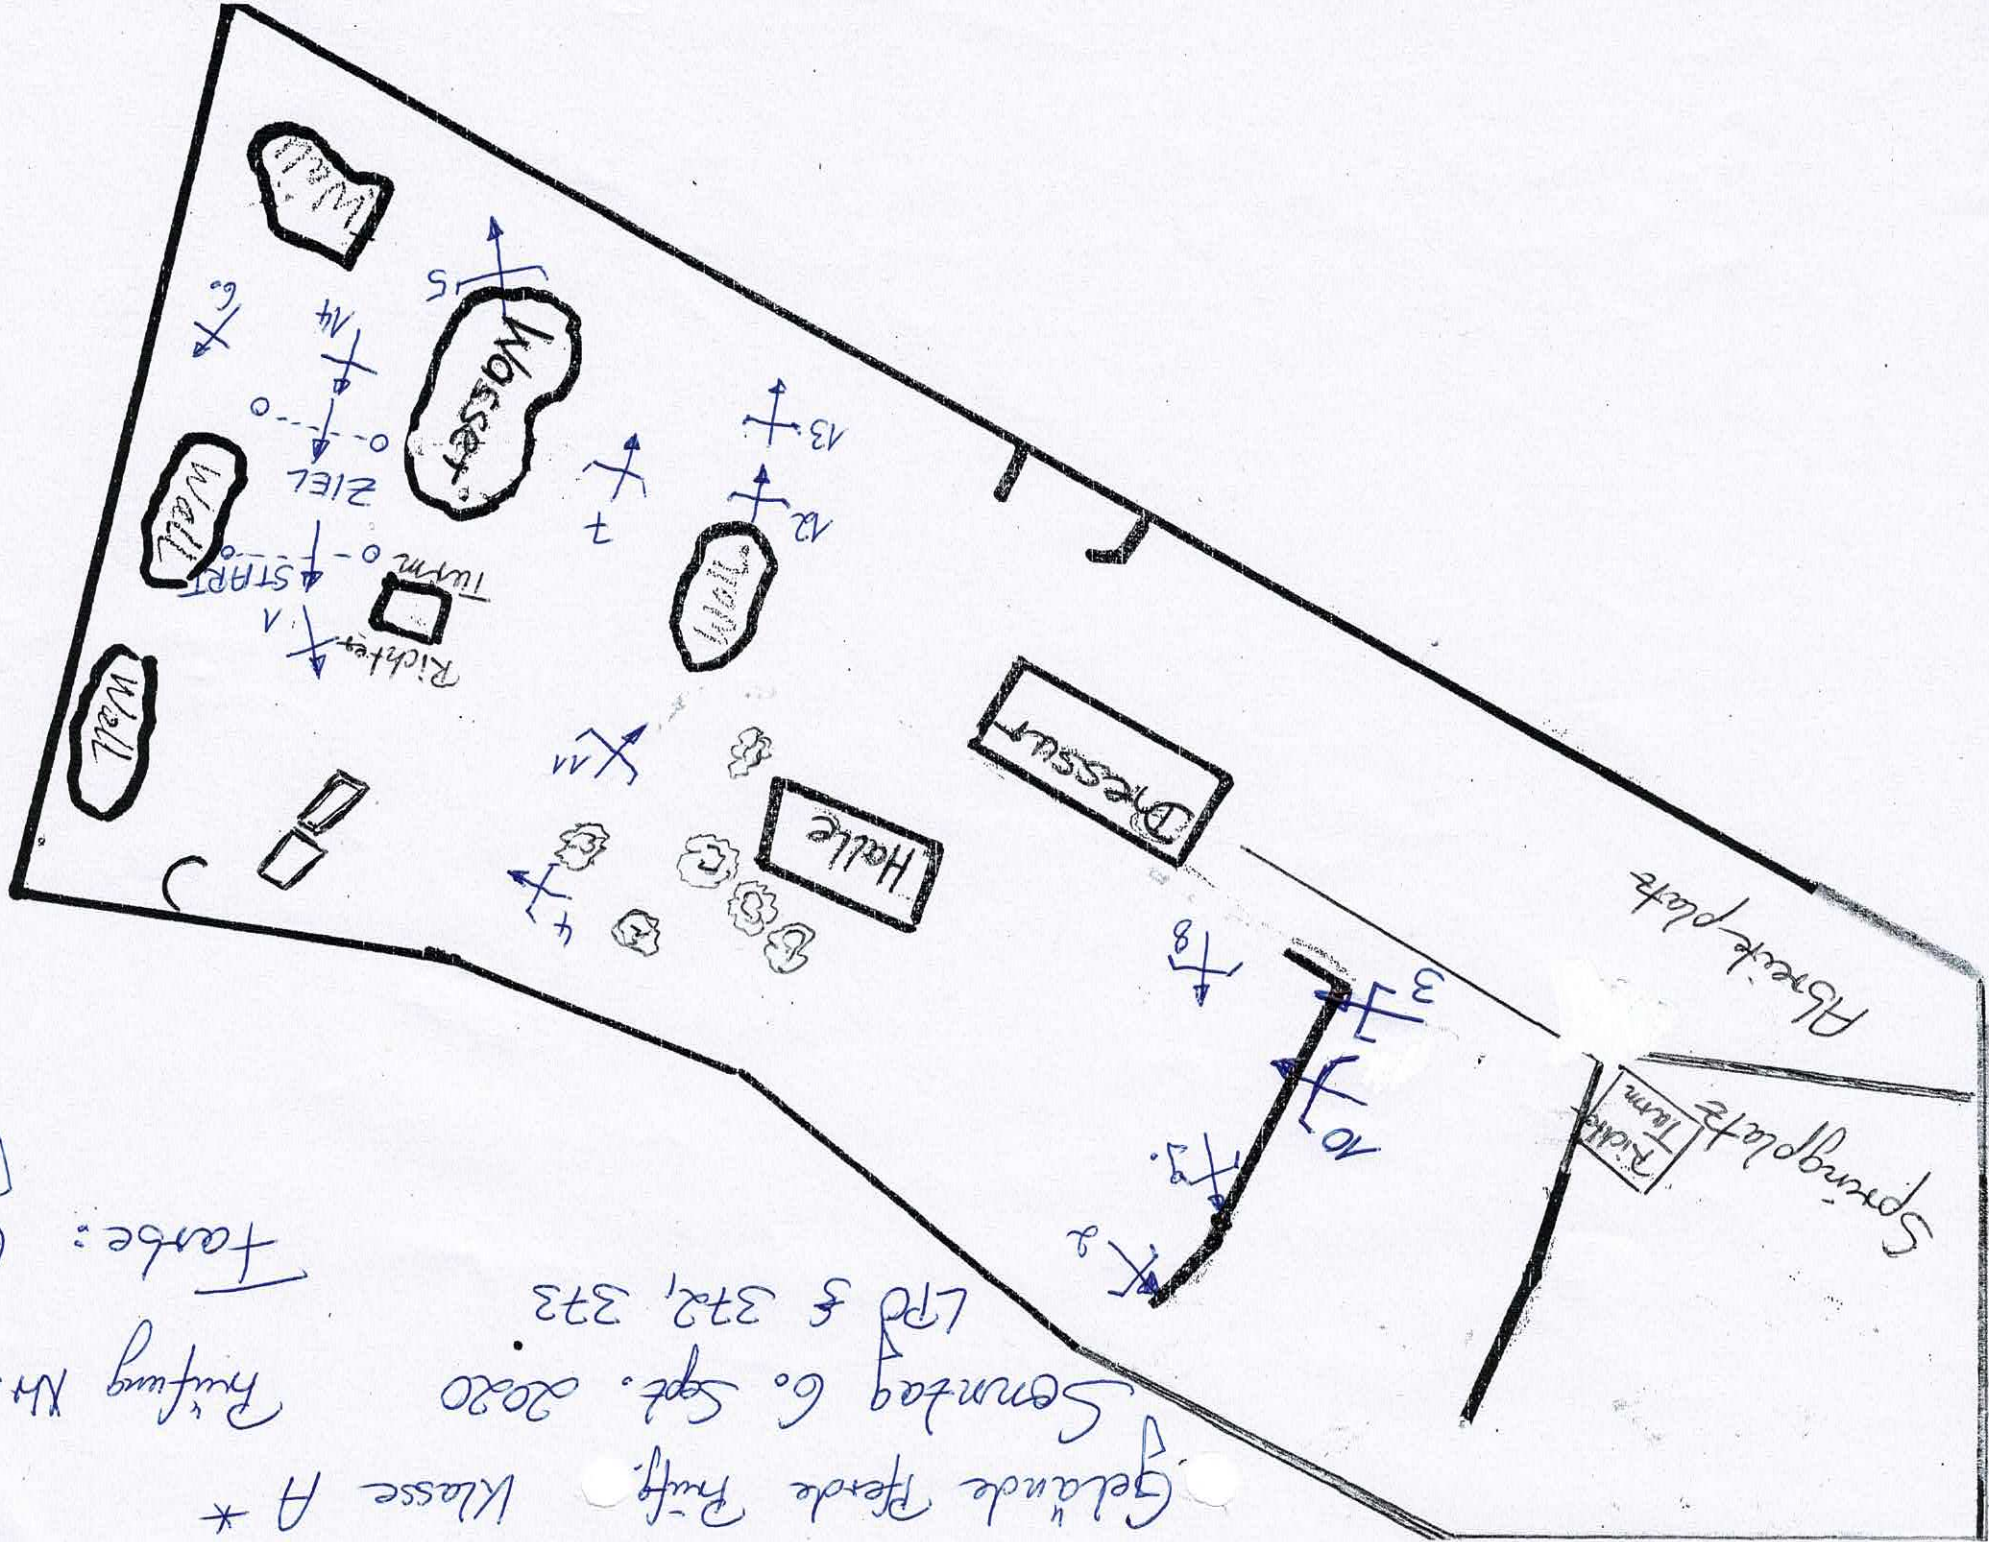 Gelände Pferde Prüfg. Klasse A *
Sonntag 6. Sept. 2020 Prüfung Nr.
LPO § 372, 373
Farbe:
2
9.
10
3
8
Springplatz
Richter
Turm
Abreiteplatz
Dressur
Halle
4
11
Wall
Richter
Turm
1
START
Wall
ZIEL
Wall
7
12
13.
Wasser
14
6.
5
Wall